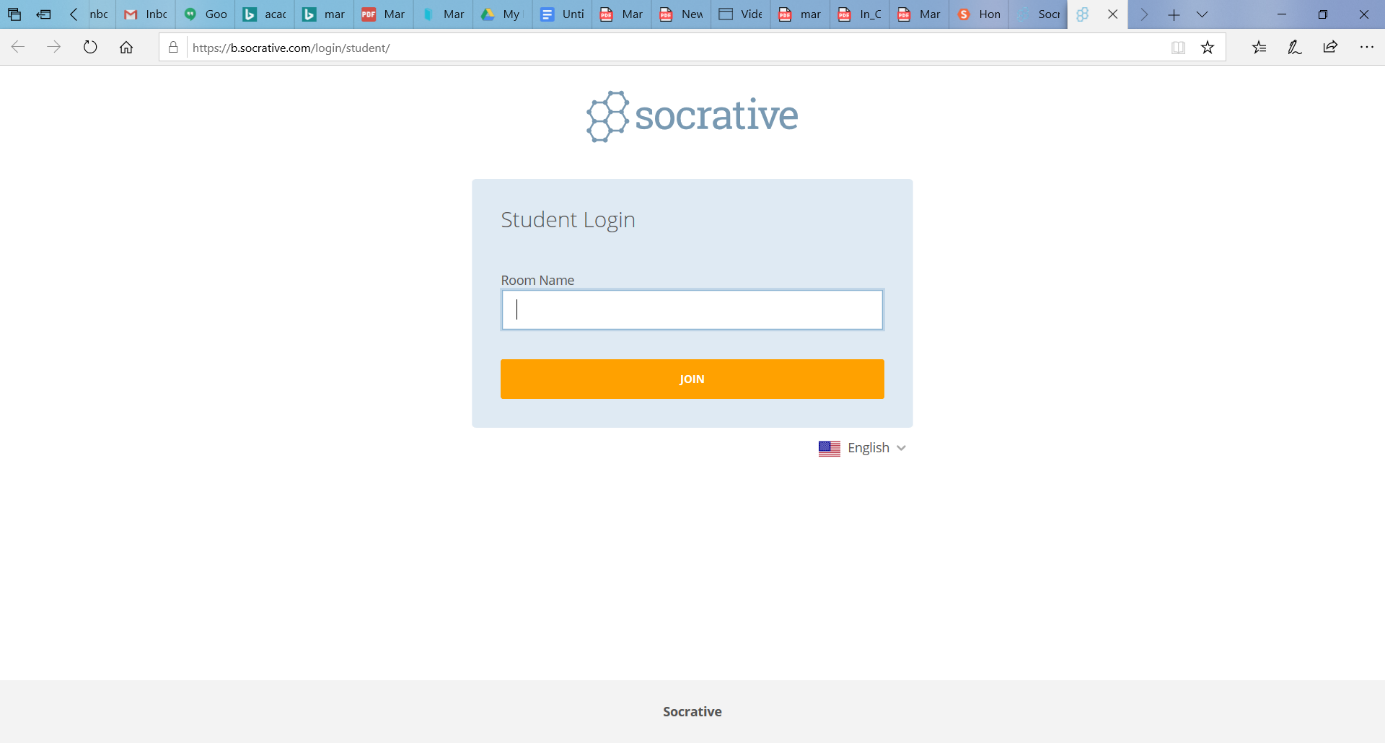 nbc Inbc Goo acac mar Mar Mar My Unti Mar New Vide mar In_C Mar Hon Socr
https://b.socrative.com/login/student/
socrative
Student Login
Room Name
JOIN
English
Socrative